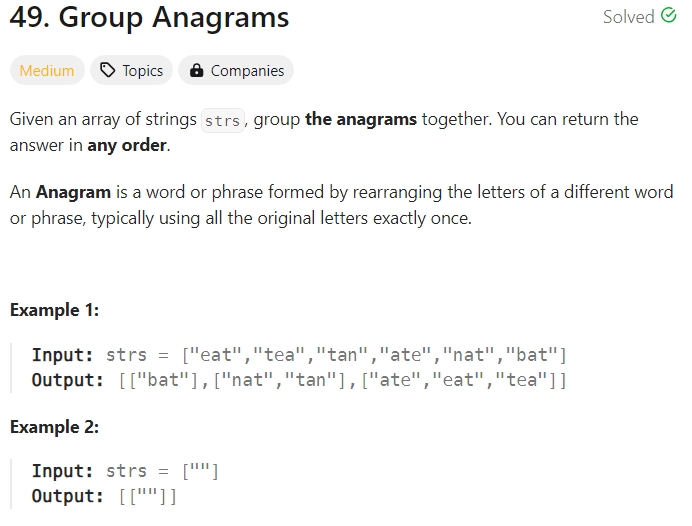 49. Group Anagrams
Solved
Medium
Topics
Companies
Given an array of strings strs, group the anagrams together. You can return the
answer in any order.
An Anagram is a word or phrase formed by rearranging the letters of a different word
or phrase, typically using all the original letters exactly once.
Example 1:
Input: strs = ["eat","tea","tan","ate","nat","bat"]
Output: [["bat"],["nat","tan"],["ate","eat","tea"]]
Example 2:
Input: strs = [""]
Output: [[""]]